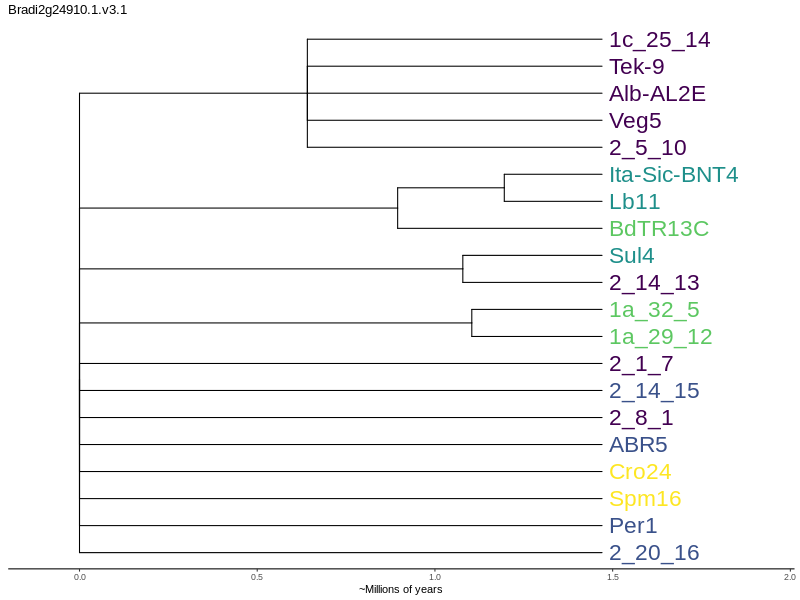 Bradi2g24910.1.v3.1
1c_25_14
Tek-9
Alb-AL2E
Veg5
2_5_10
Ita-Sic-BNT4
Lb11
BdTR13C
Sul4
2_14_13
1a_32_5
1a_29_12
2_1_7
2_14_15
2_8_1
ABR5
Cro24
Spm16
Per1
2_20_16
0.0 0.5 1.0 1.5 2.0
~Millions of years